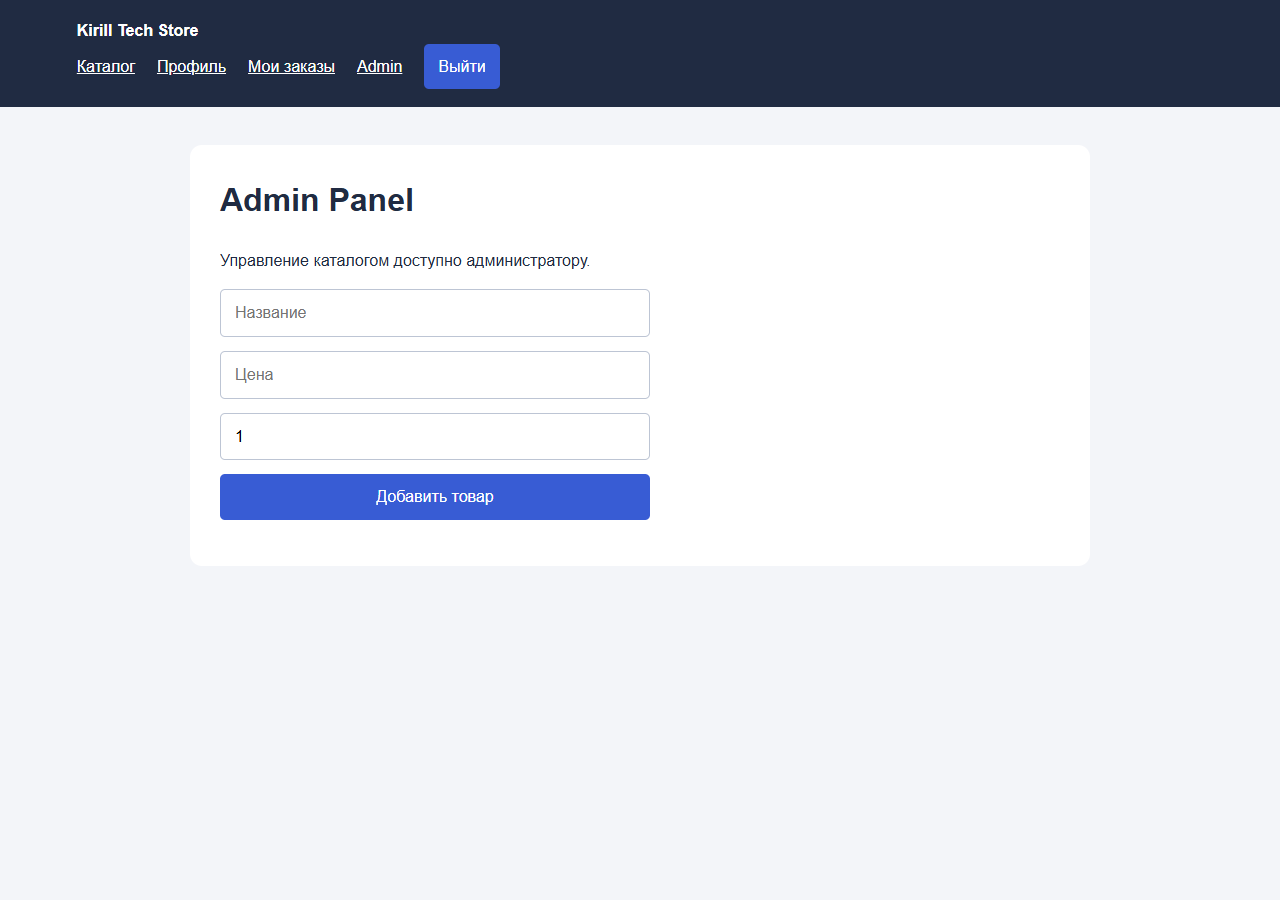 Kirill Tech Store
Каталог Профиль Мои заказы Admin Выйти
Admin Panel
Управление каталогом доступно администратору.
Название
Цена
1
Добавить товар